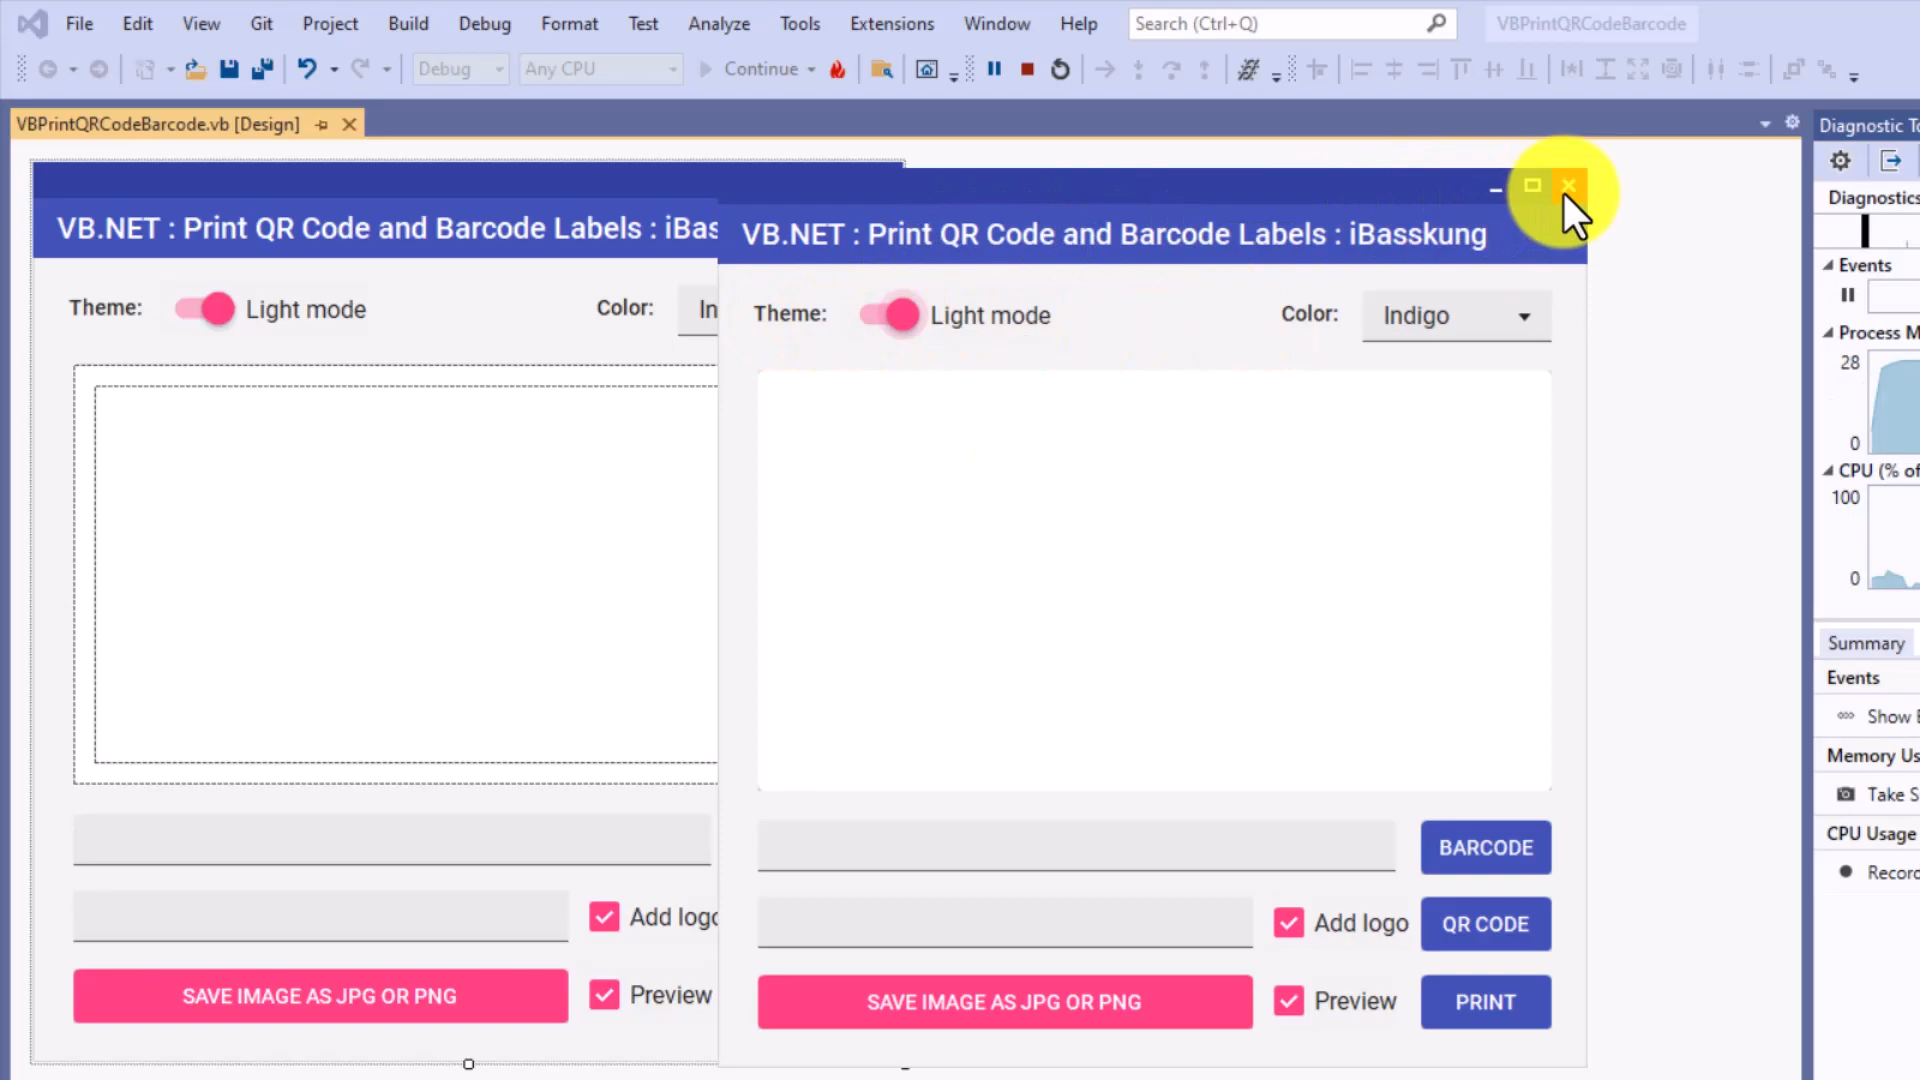 File Edit View Git Project Build Debug Format Test Analyze Tools Extensions Window Help Search (Ctrl+Q) VBPrintQRCodeBarcode
Debug Any CPU Continue
VBPrintQRCodeBarcode.vb [Design]
VB.NET : Print QR Code and Barcode Labels : iBas
Theme: Light mode Color: In
Add logo
SAVE IMAGE AS JPG OR PNG Preview
VB.NET : Print QR Code and Barcode Labels : iBasskung
Theme: Light mode Color: Indigo
BARCODE
Add logo QR CODE
SAVE IMAGE AS JPG OR PNG Preview PRINT
Diagnostic To
Diagnostics
Events
Process M
28
0
CPU (% of
100
0
Summary
Events
Show E
Memory Us
Take S
CPU Usage
Record